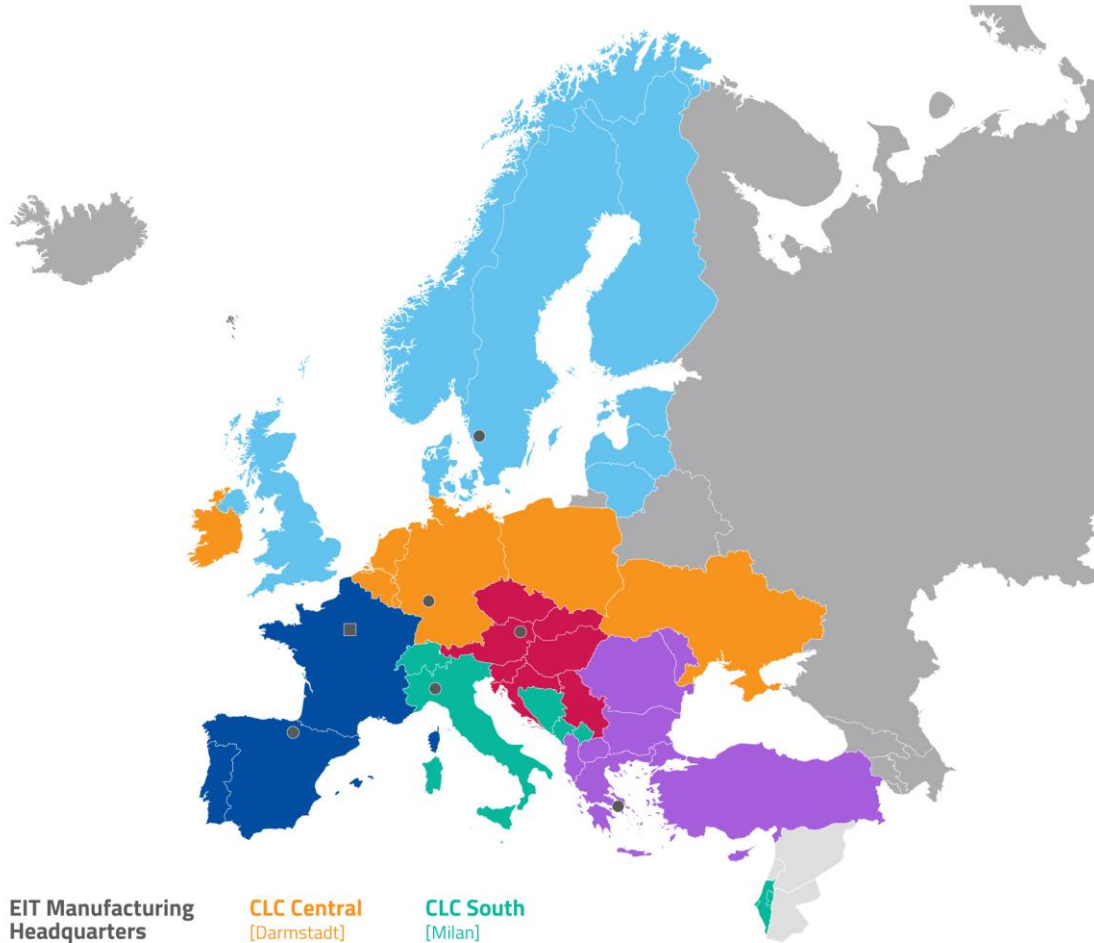 EIT Manufacturing
Headquarters
CLC Central
[Darmstadt]
CLC South
[Milan]